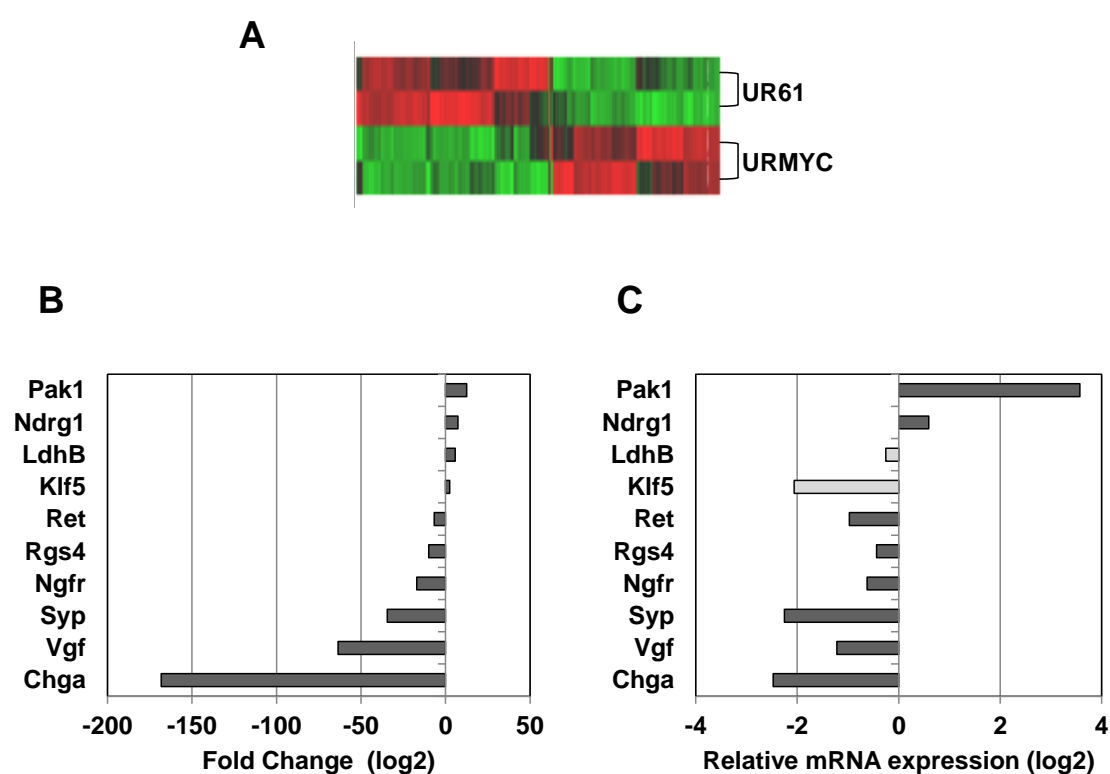 A
UR61
URMYC
B
Pak1
Ndrg1
LdhB
Klf5
Ret
Rgs4
Ngfr
Syp
Vgf
Chga
-200 -150 -100 -50 0 50
Fold Change (log2)
C
Pak1
Ndrg1
LdhB
Klf5
Ret
Rgs4
Ngfr
Syp
Vgf
Chga
-4 -2 0 2 4
Relative mRNA expression (log2)